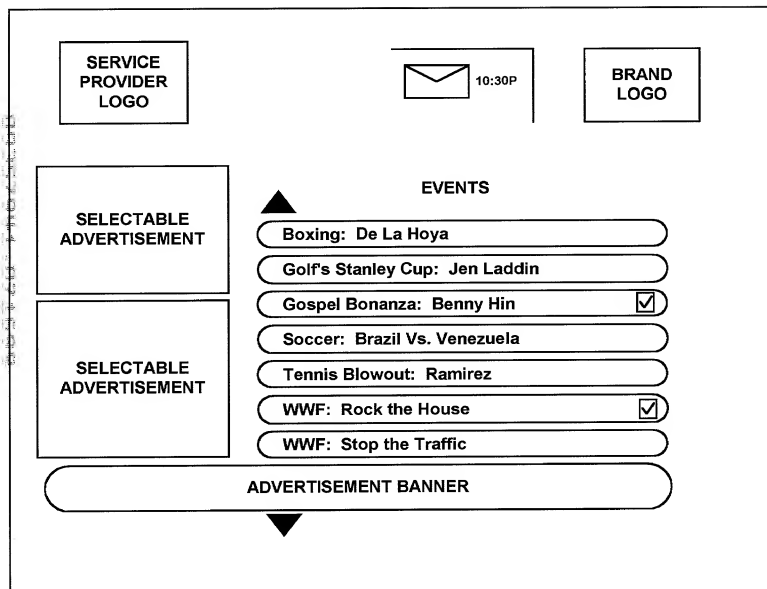 SERVICE
PROVIDER
LOGO
10:30P
BRAND
LOGO
SELECTABLE
ADVERTISEMENT
SELECTABLE
ADVERTISEMENT
EVENTS
Boxing: De La Hoya
Golf's Stanley Cup: Jen Laddin
Gospel Bonanza: Benny Hin
Soccer: Brazil Vs. Venezuela
Tennis Blowout: Ramirez
WWF: Rock the House
WWF: Stop the Traffic
ADVERTISEMENT BANNER